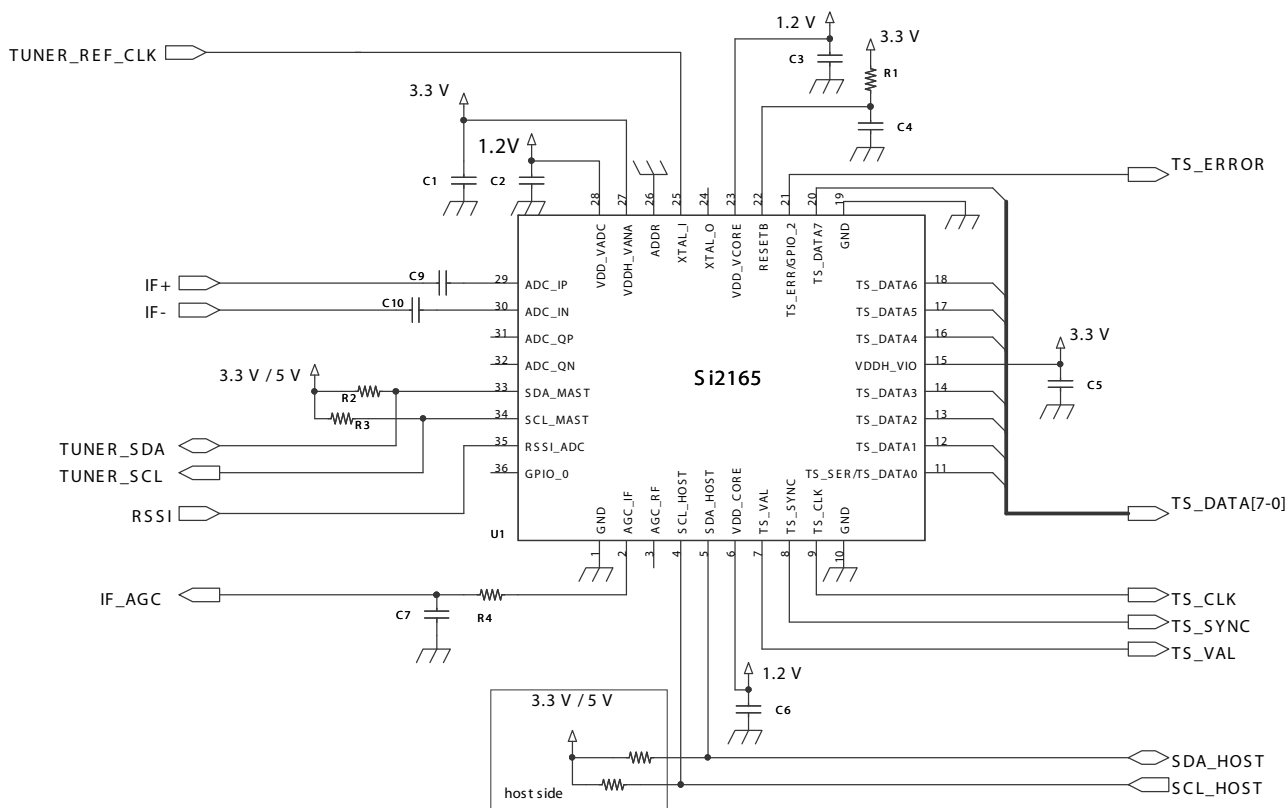 1.2 V
3.3 V
TUNER_REF_CLK
C3
R1
3.3 V
C4
1.2V
TS_ERROR
C1
C2
28
27
26
25
24
23
22
21
20
19
VDD_VADC
VDDH_VANA
ADDR
XTAL_I
XTAL_O
VDD_VCORE
RESETB
TS_ERR/GPIO_2
TS_DATA7
GND
IF+
C9
29
ADC_IP
TS_DATA6
18
IF-
C10
30
ADC_IN
TS_DATA5
17
31
ADC_QP
TS_DATA4
16
3.3 V
32
ADC_QN
VDDH_VIO
15
3.3 V / 5 V
Si2165
C5
R2
33
SDA_MAST
TS_DATA3
14
R3
34
SCL_MAST
TS_DATA2
13
TUNER_SDA
35
RSSI_ADC
TS_DATA1
12
TUNER_SCL
36
GPIO_0
TS_SER/TS_DATA0
11
RSSI
TS_DATA[7-0]
U1
GND
AGC_IF
AGC_RF
SCL_HOST
SDA_HOST
VDD_CORE
TS_VAL
TS_SYNC
TS_CLK
GND
1
2
3
4
5
6
7
8
9
10
IF_AGC
C7
R4
TS_CLK
TS_SYNC
TS_VAL
1.2 V
3.3 V / 5 V
C6
SDA_HOST
host side
SCL_HOST